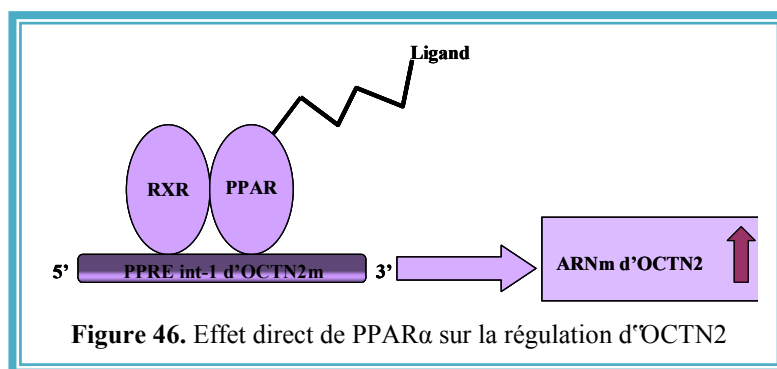 Ligand
RXR
PPAR
5’
PPRE int-1 d’OCTN2m
3’
ARNm d’OCTN2
Figure 46. Effet direct de PPARα sur la régulation d‟OCTN2